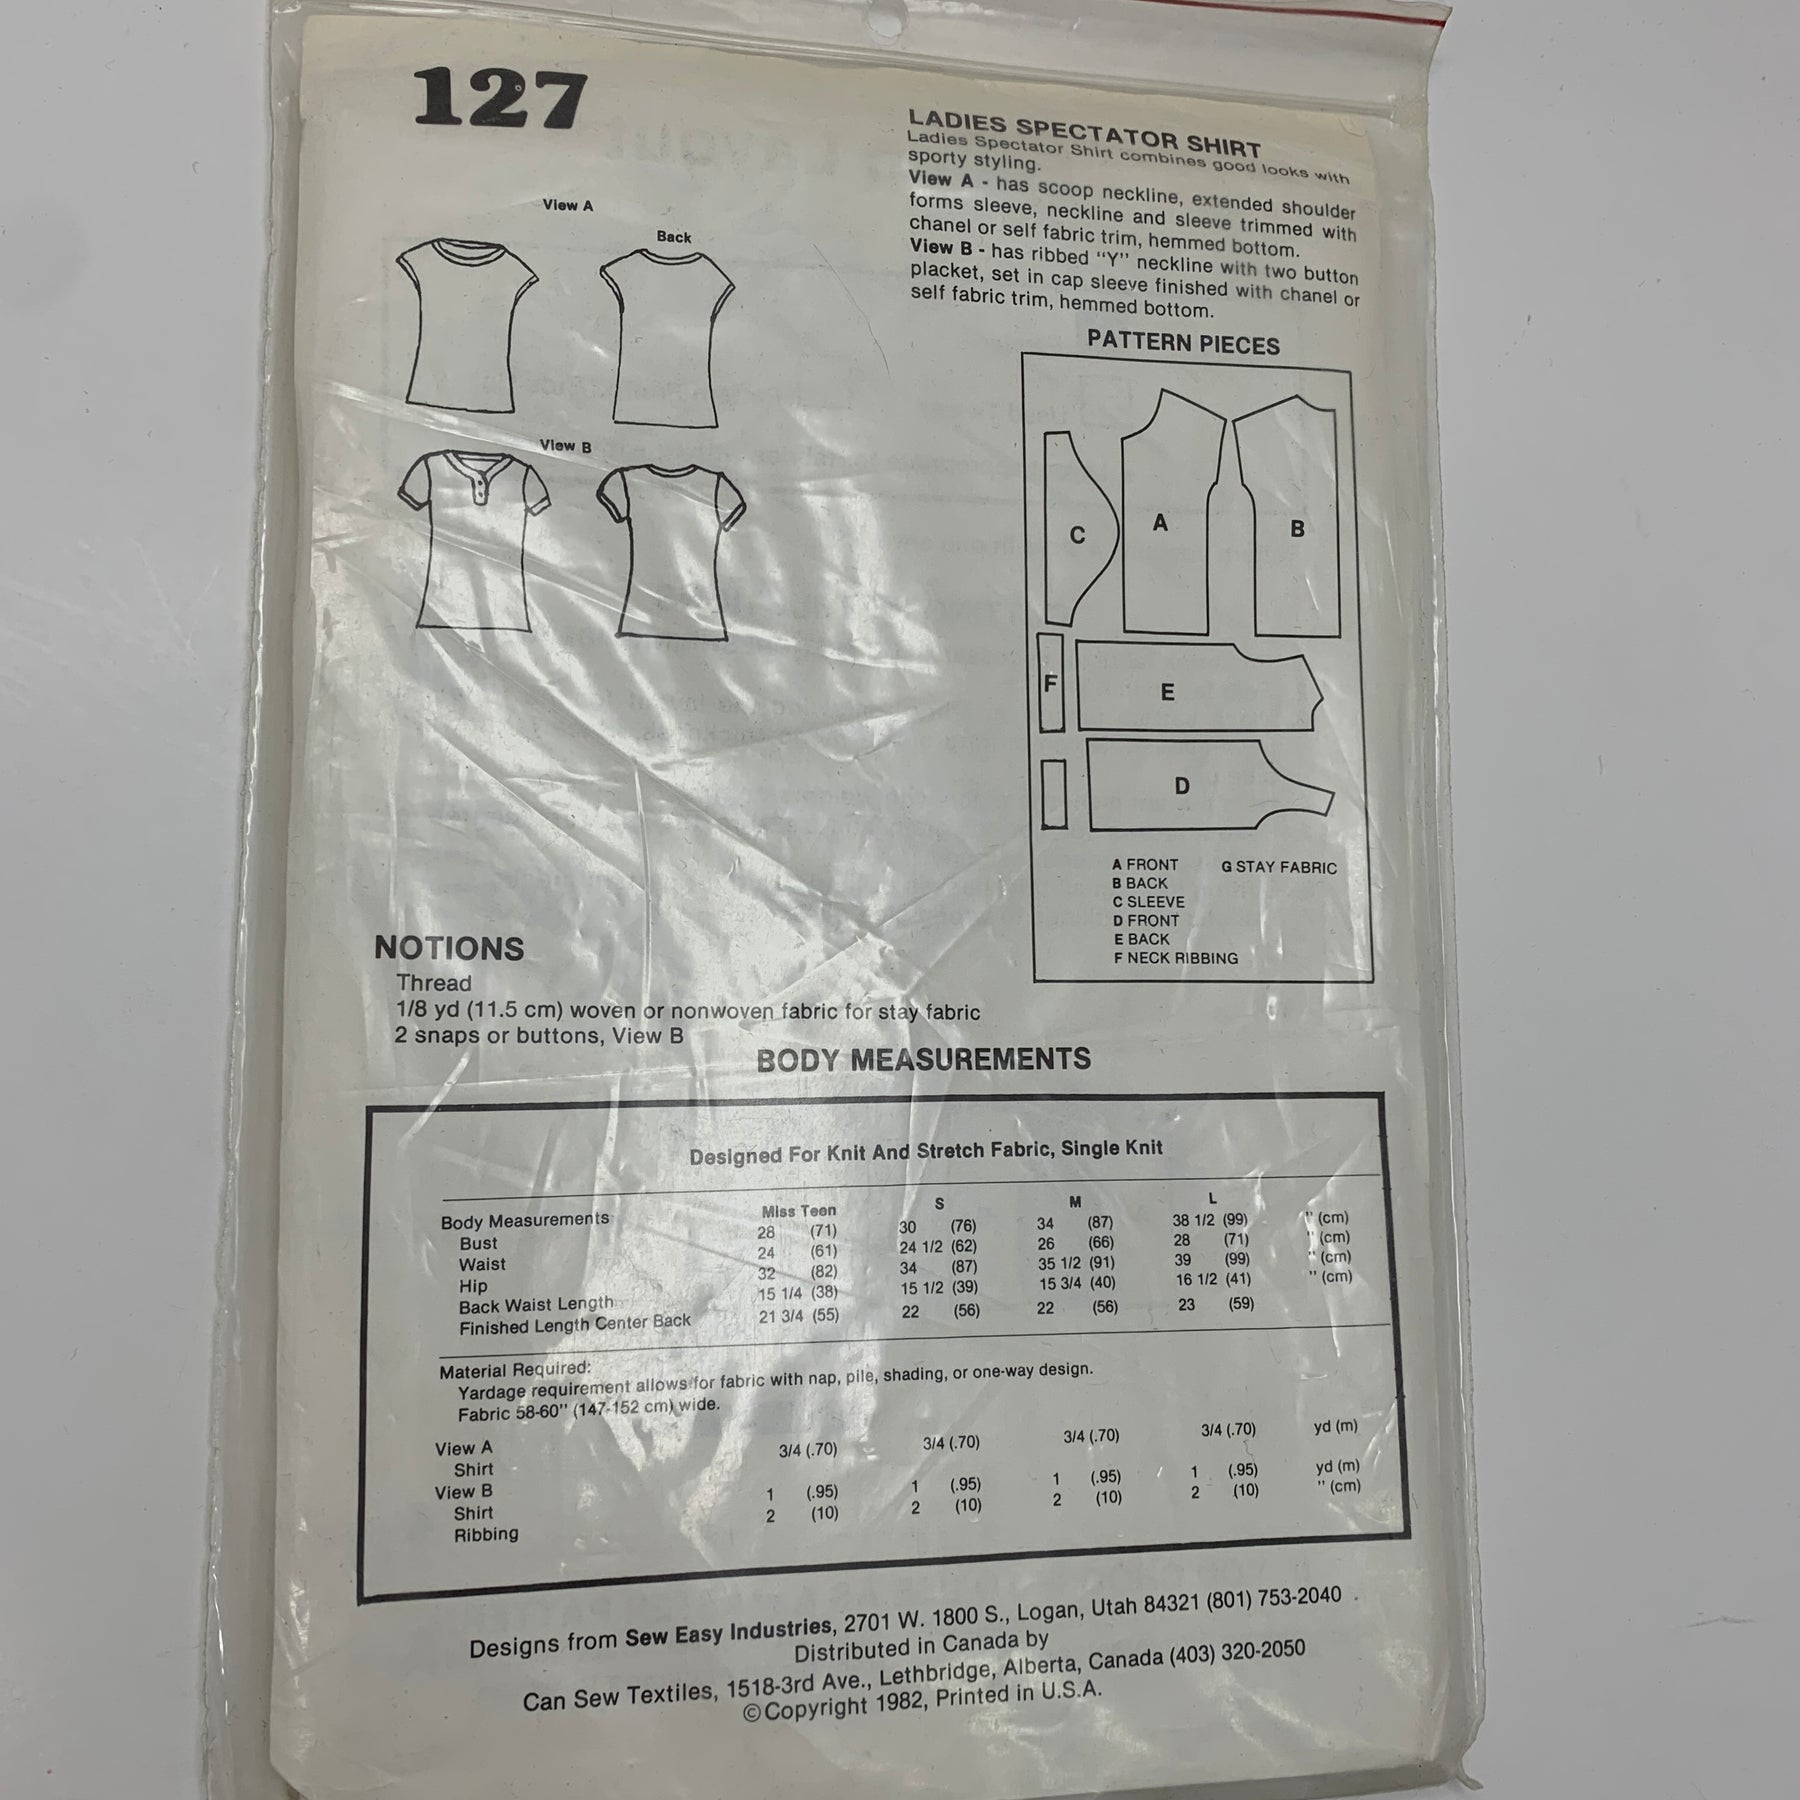 127
LADIES SPECTATOR SHIRT
Ladies Spectator Shirt combines good looks with
sporty styling.
View A - has scoop neckline, extended shoulder
forms sleeve, neckline and sleeve trimmed with
chanel or self fabric trim, hemmed bottom.
View B - has ribbed "Y" neckline with two button
placket, set in cap sleeve finished with chanel or
self fabric trim, hemmed bottom.
View A
Back
View B
PATTERN PIECES
C
A
B
F
E
D
A FRONT G STAY FABRIC
B BACK
C SLEEVE
D FRONT
E BACK
F NECK RIBBING
NOTIONS
Thread
1/8 yd (11.5 cm) woven or nonwoven fabric for stay fabric
2 snaps or buttons, View B
BODY MEASUREMENTS
Designed For Knit And Stretch Fabric, Single Knit
Body Measurements Miss Teen S M L
Bust 28 (71) 30 (76) 34 (87) 38 1/2 (99) " (cm)
Waist 24 (61) 24 1/2 (62) 26 (66) 28 (71) " (cm)
Hip 32 (82) 34 (87) 35 1/2 (91) 39 (99) " (cm)
Back Waist Length 15 1/4 (38) 15 1/2 (39) 15 3/4 (40) 16 1/2 (41) " (cm)
Finished Length Center Back 21 3/4 (55) 22 (56) 22 (56) 23 (59)
Material Required:
Yardage requirement allows for fabric with nap, pile, shading, or one-way design.
Fabric 58-60" (147-152 cm) wide.
View A
Shirt 3/4 (.70) 3/4 (.70) 3/4 (.70) 3/4 (.70) yd (m)
View B
Shirt 1 (.95) 1 (.95) 1 (.95) 1 (.95) yd (m)
Ribbing 2 (10) 2 (10) 2 (10) 2 (10) " (cm)
Designs from Sew Easy Industries, 2701 W. 1800 S., Logan, Utah 84321 (801) 753-2040
Distributed in Canada by
Can Sew Textiles, 1518-3rd Ave., Lethbridge, Alberta, Canada (403) 320-2050
©Copyright 1982, Printed in U.S.A.